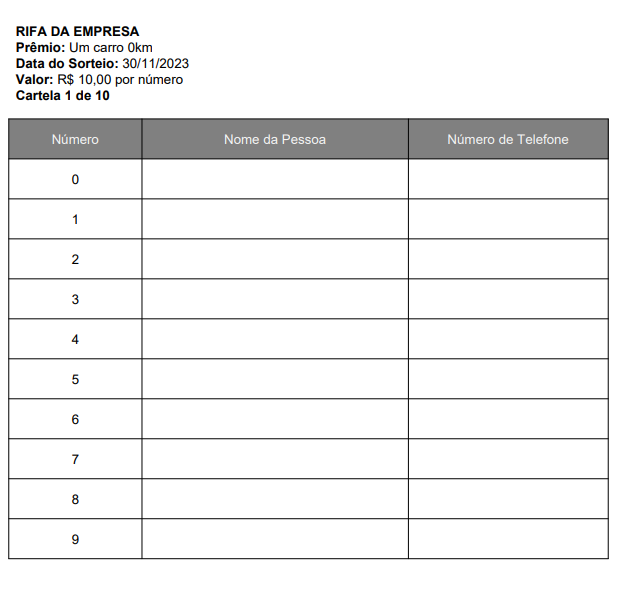 RIFA DA EMPRESA
Prêmio: Um carro 0km
Data do Sorteio: 30/11/2023
Valor: R$ 10,00 por número
Cartela 1 de 10
Número Nome da Pessoa Número de Telefone
0
1
2
3
4
5
6
7
8
9